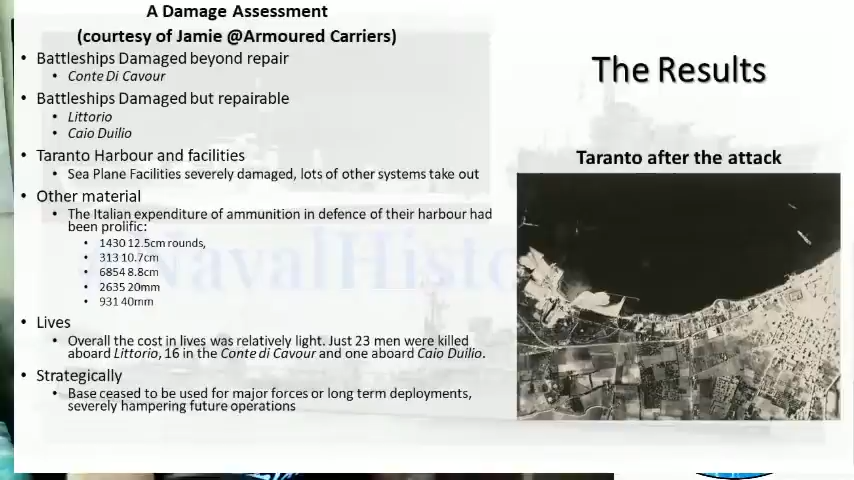 A Damage Assessment
(courtesy of Jamie @Armoured Carriers)
• Battleships Damaged beyond repair
• Conte Di Cavour
• Battleships Damaged but repairable
• Littorio
• Caio Duilio
• Taranto Harbour and facilities
• Sea Plane Facilities severely damaged, lots of other systems take out
• Other material
• The Italian expenditure of ammunition in defence of their harbour had
been prolific:
• 1430 12.5cm rounds,
• 313 10.7cm
• 6854 8.8cm
• 2635 20mm
• 931 40mm
• Lives
• Overall the cost in lives was relatively light. Just 23 men were killed
aboard Littorio, 16 in the Conte di Cavour and one aboard Caio Duilio.
• Strategically
• Base ceased to be used for major forces or long term deployments,
severely hampering future operations
The Results
Taranto after the attack